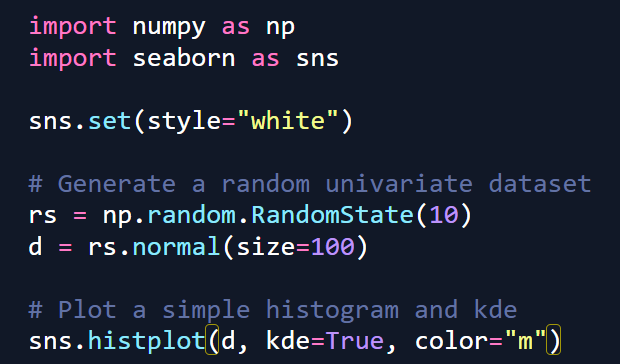 import numpy as np
import seaborn as sns
sns.set(style="white")
# Generate a random univariate dataset
rs = np.random.RandomState(10)
d = rs.normal(size=100)
# Plot a simple histogram and kde
sns.histplot(d, kde=True, color="m")